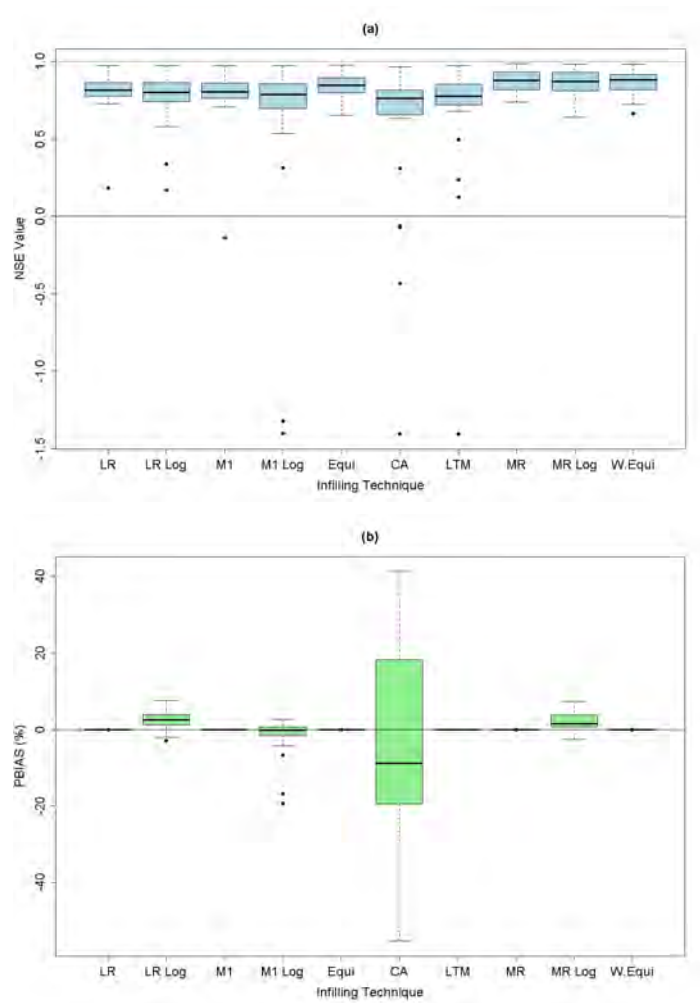 (a)
1.0
0.5
0.0
-0.5
-1.0
-1.5
NSE Value
LR LR Log M1 M1 Log Equi CA LTM MR MR Log W.Equi
Infilling Technique
(b)
40
20
0
-20
-40
PBIAS (%)
LR LR Log M1 M1 Log Equi CA LTM MR MR Log W.Equi
Infilling Technique